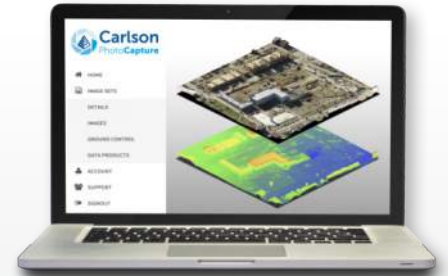 Carlson
PhotoCapture
HOME
IMAGE SETS
DETAILS
IMAGES
GROUND CONTROL
DATA PRODUCTS
ACCOUNT
SUPPORT
SIGNOUT